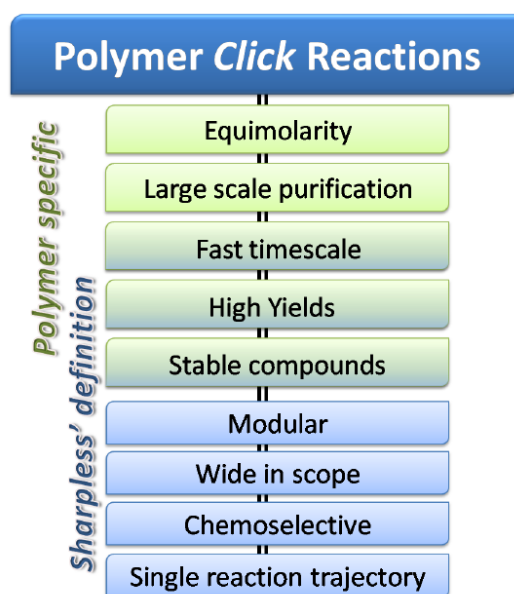 Polymer Click Reactions
Polymer specific
Sharpless' definition
Equimolarity
Large scale purification
Fast timescale
High Yields
Stable compounds
Modular
Wide in scope
Chemoselective
Single reaction trajectory